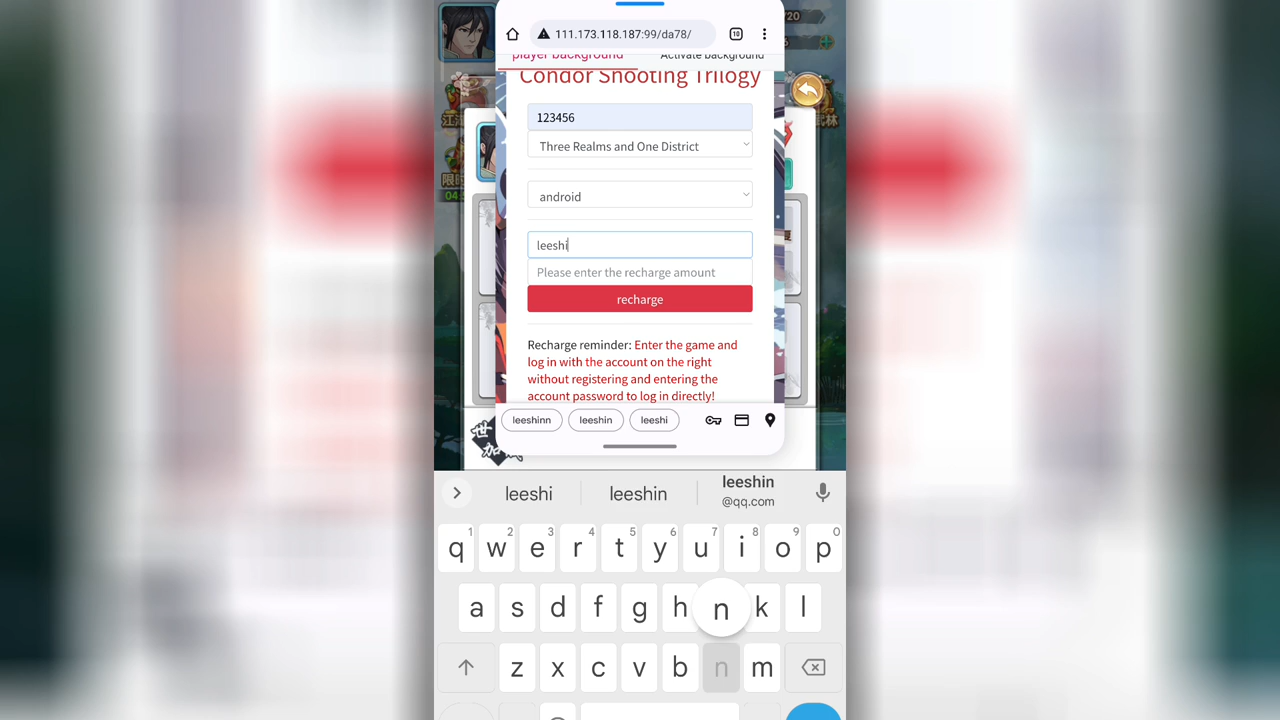 111.173.118.187:99/da78/
10
player background
Activate background
Condor Shooting Trilogy
123456
Three Realms and One District
android
leeshi
Please enter the recharge amount
recharge
Recharge reminder: Enter the game and
log in with the account on the right
without registering and entering the
account password to log in directly!
leeshinn
leeshin
leeshi
leeshi
leeshin
leeshin
@qq.com
q 1 w 2 e 3 r 4 t 5 y 6 u 7 i 8 o 9 p 0
a s d f g h n k l
z x c v b n m